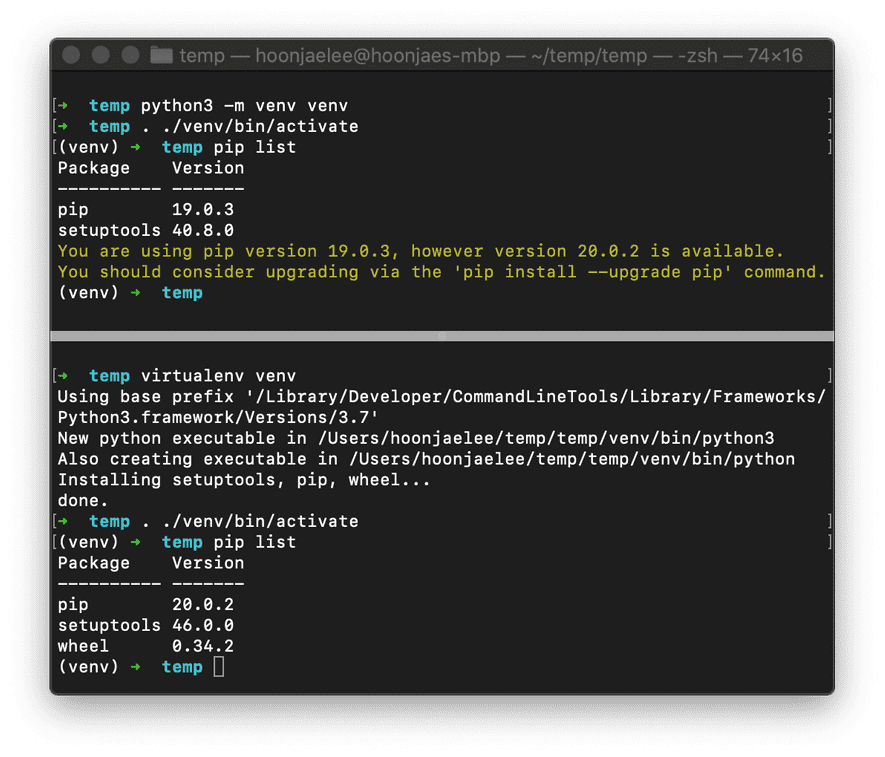 temp — hoonjaelee@hoonjaes-mbp — ~/temp/temp — -zsh — 74×16
[➜  temp python3 -m venv venv ]
[➜  temp . ./venv/bin/activate ]
[(venv) ➜  temp pip list ]
Package    Version
---------- -------
pip        19.0.3
setuptools 40.8.0
You are using pip version 19.0.3, however version 20.0.2 is available.
You should consider upgrading via the 'pip install --upgrade pip' command.
(venv) ➜  temp
[➜  temp virtualenv venv ]
Using base prefix '/Library/Developer/CommandLineTools/Library/Frameworks/
Python3.framework/Versions/3.7'
New python executable in /Users/hoonjaelee/temp/temp/venv/bin/python3
Also creating executable in /Users/hoonjaelee/temp/temp/venv/bin/python
Installing setuptools, pip, wheel...
done.
[➜  temp . ./venv/bin/activate ]
[(venv) ➜  temp pip list ]
Package    Version
---------- -------
pip        20.0.2
setuptools 46.0.0
wheel      0.34.2
(venv) ➜  temp